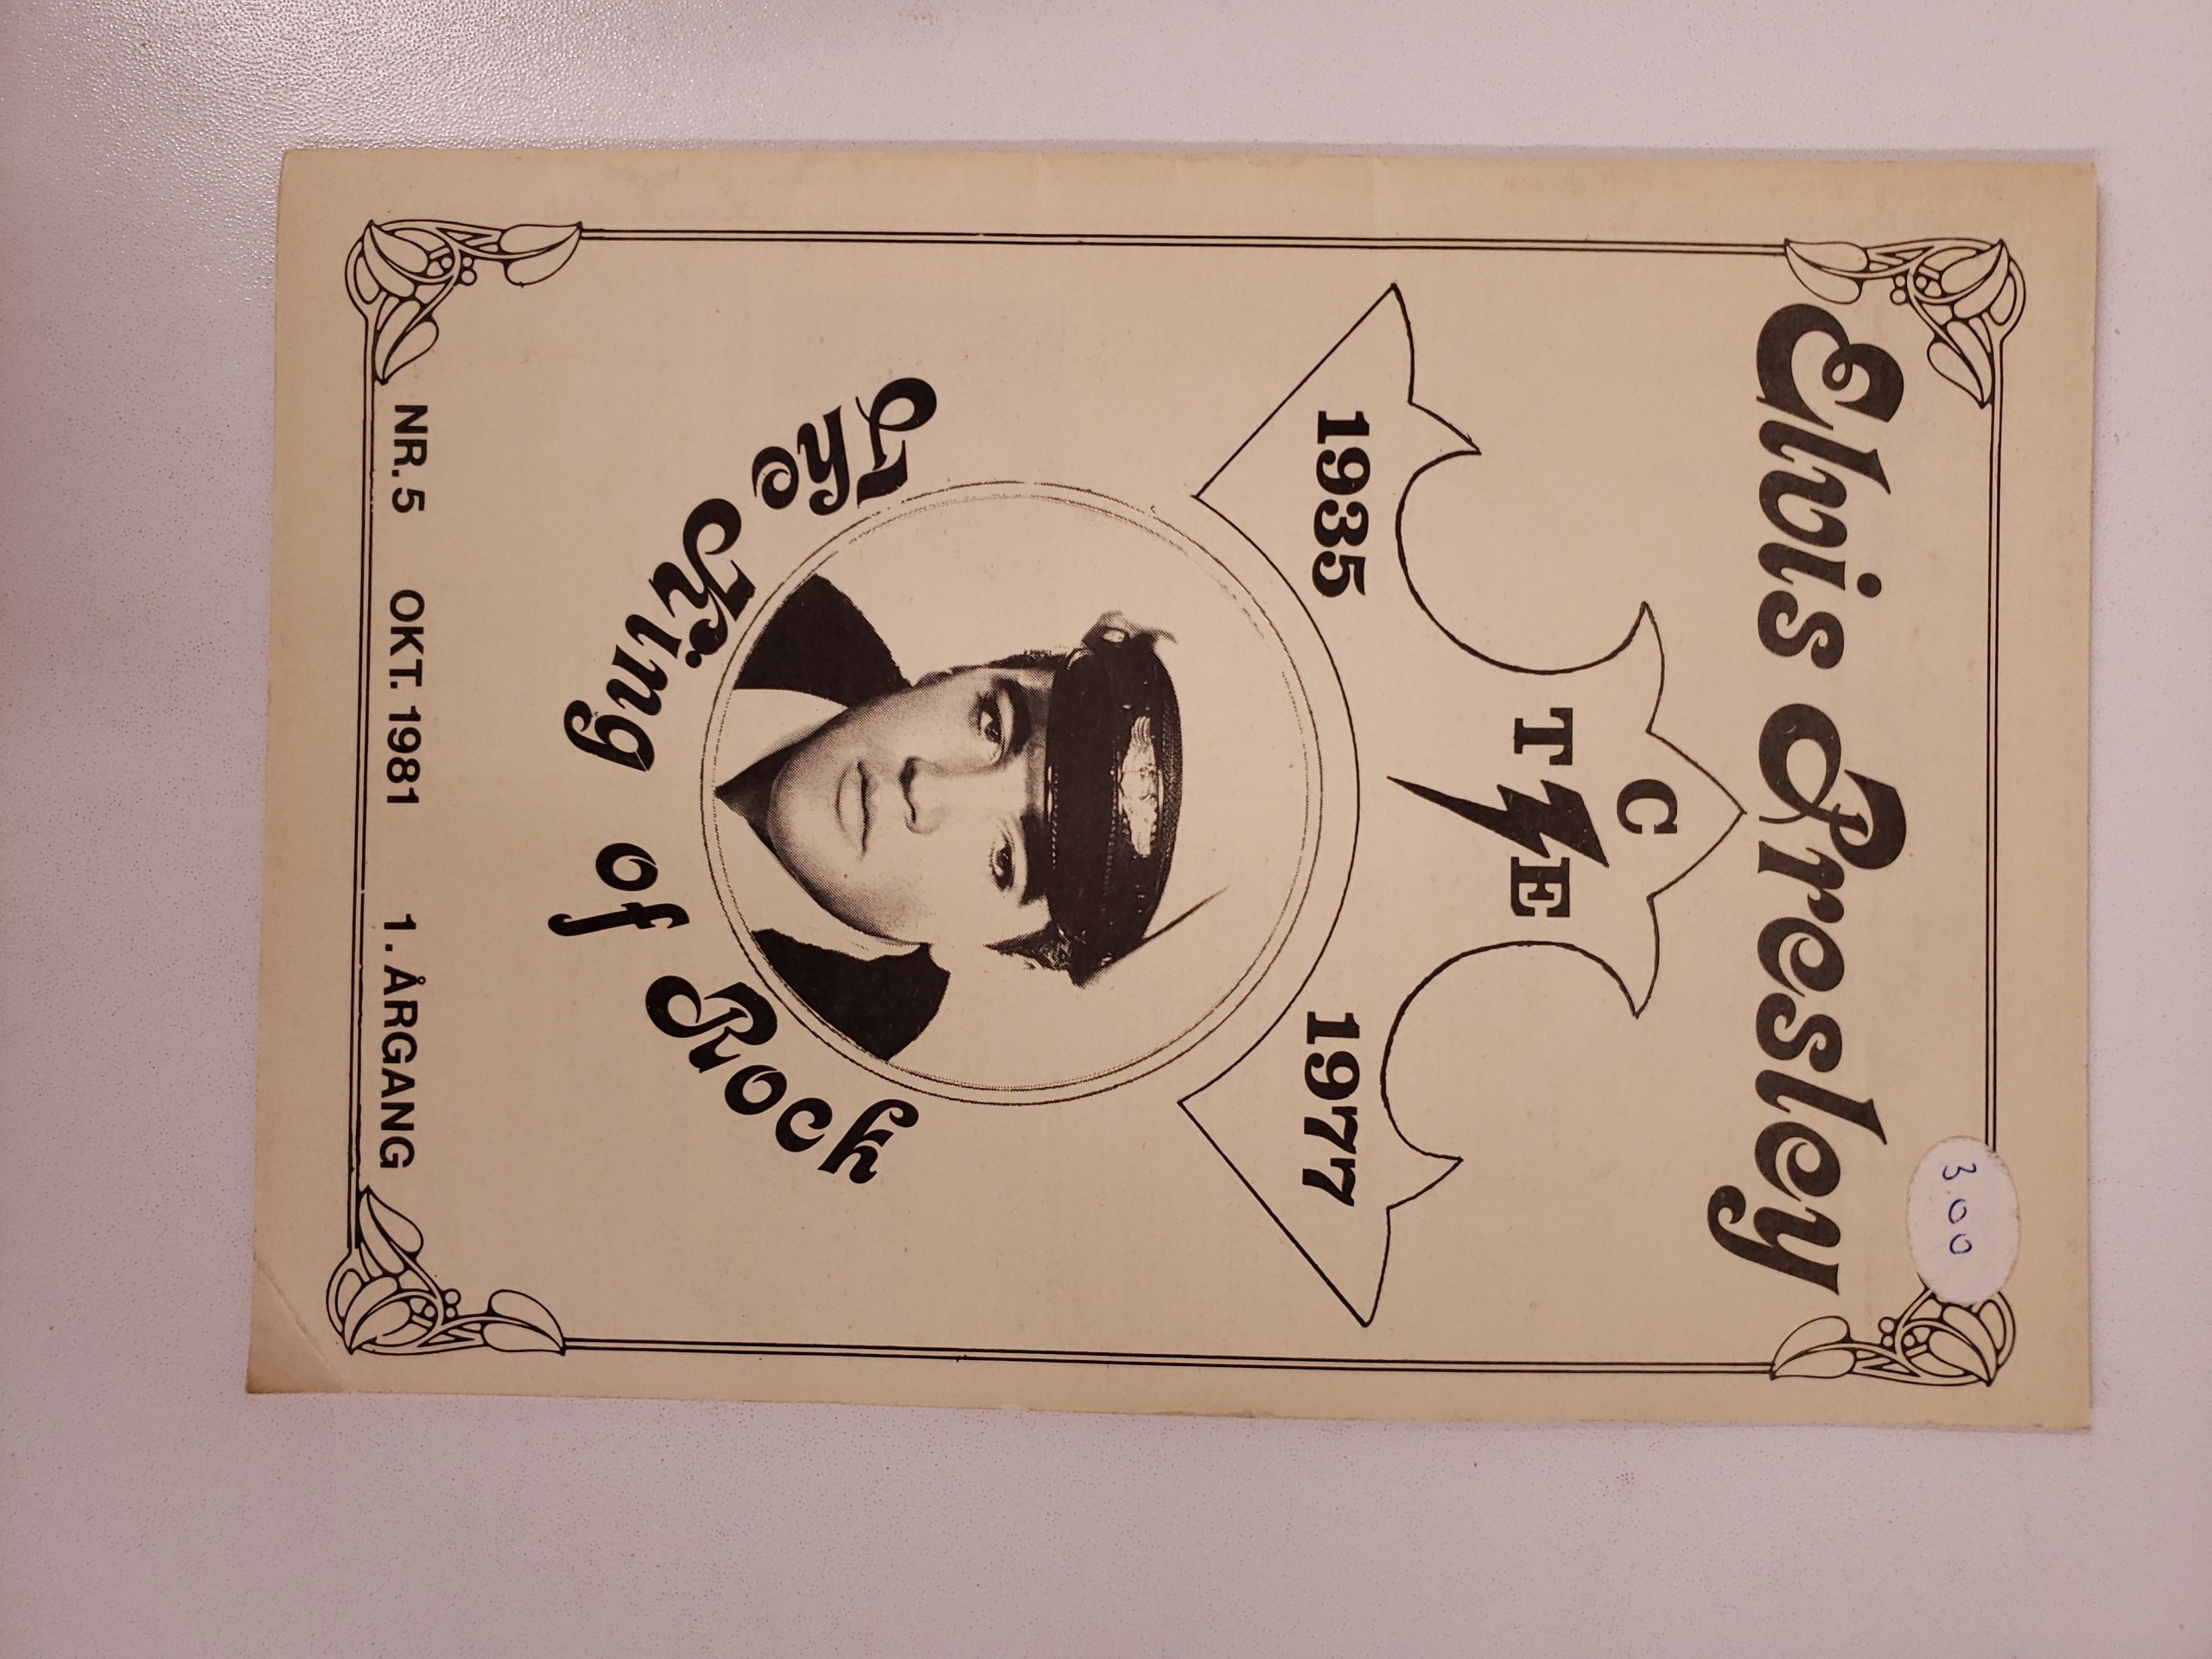 3.00
Elvis Presley
C
T E
1935 1977
The King of Rock
NR. 5 OKT. 1981 1. ÅRGANG